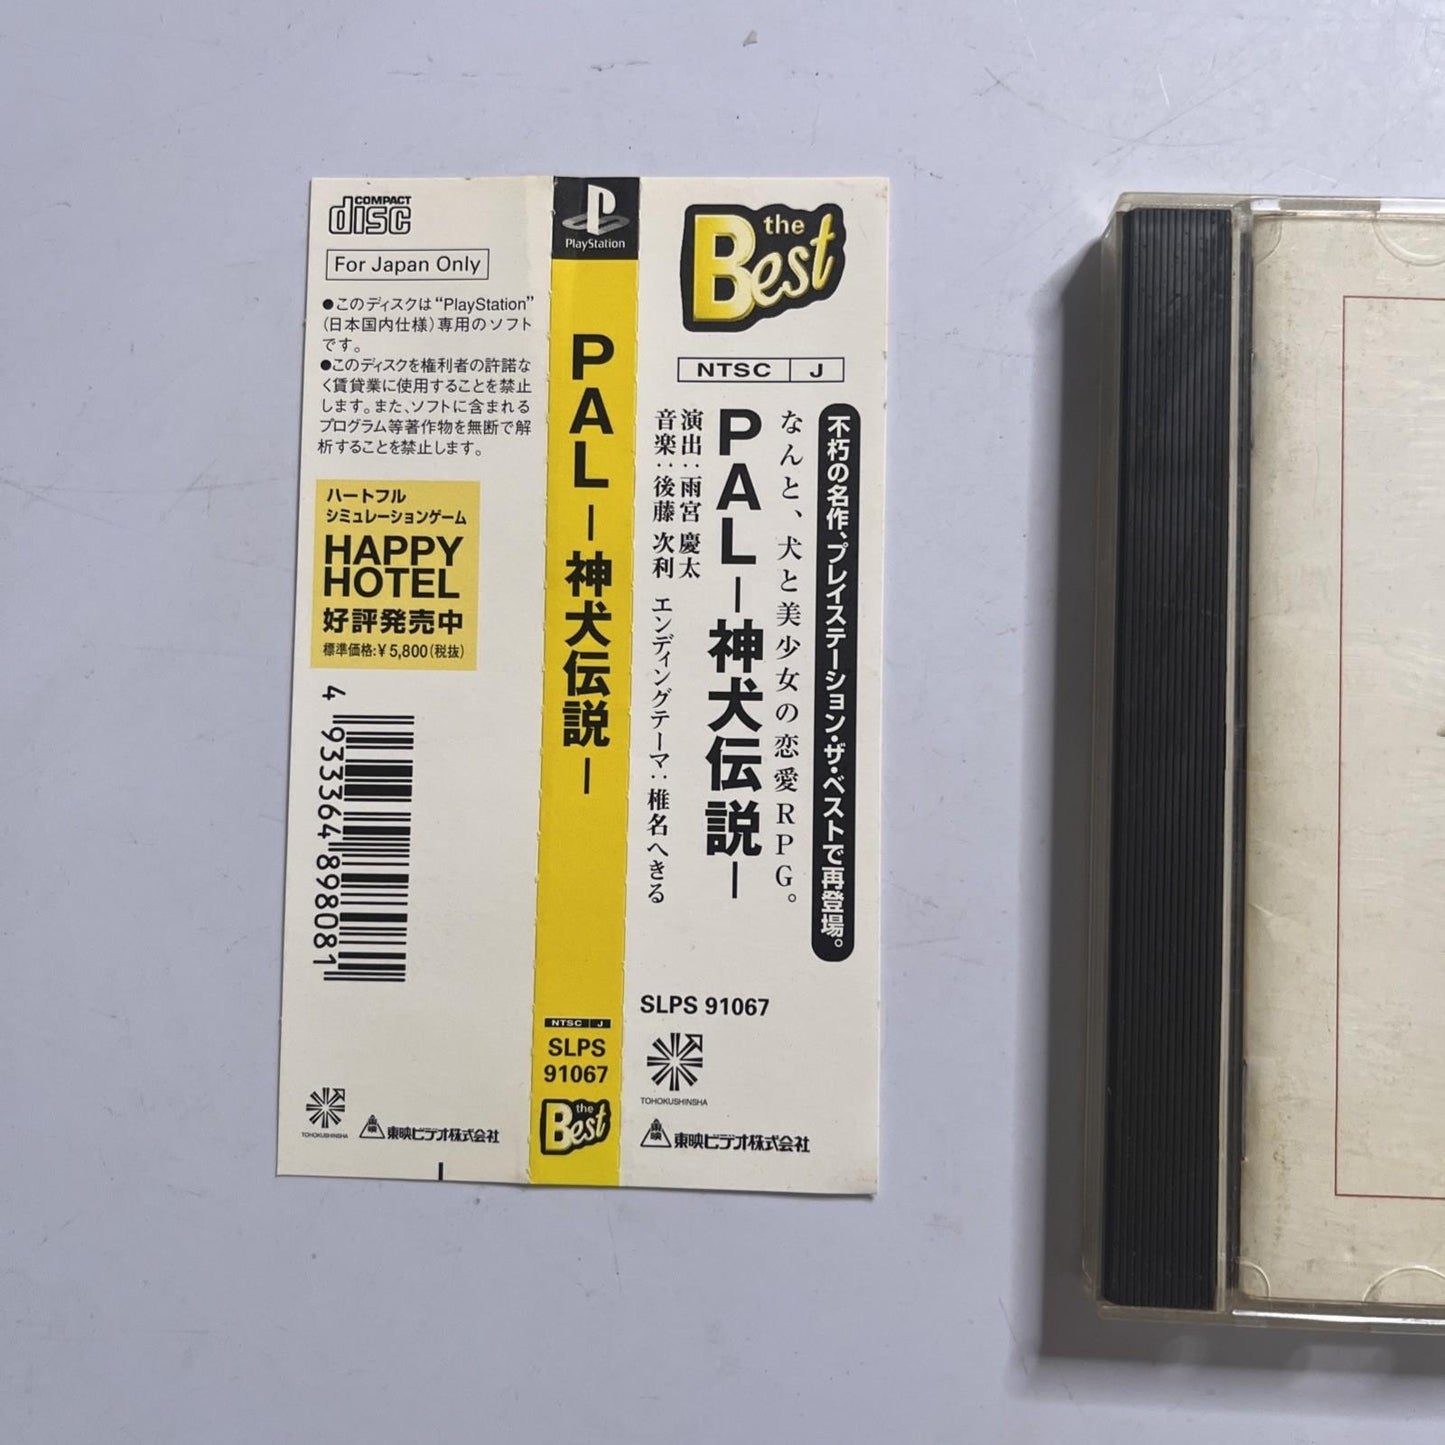 COMPACT
disc
For Japan Only
●このディスクは“PlayStation”
(日本国内仕様)専用のソフト
です。
●このディスクを権利者の許諾な
く賃貸業に使用することを禁止
します。また、ソフトに含まれる
プログラム等著作物を無断で解
析することを禁止します。
ハートフル
シミュレーションゲーム
HAPPY
HOTEL
好評発売中
標準価格:¥5,800(税抜)
4 933364 898081
TOHOKUSHINSHA
東映
東映ビデオ株式会社
PlayStation
PAL−神犬伝説−
NTSC J
SLPS
91067
the
Best
the
Best
NTSC J
不朽の名作、プレイステーション・ザ・ベストで再登場。
なんと、犬と美少女の恋愛RPG。
PAL−神犬伝説−
演出:雨宮 慶太
音楽:後藤 次利 エンディングテーマ:椎名へきる
SLPS 91067
TOHOKUSHINSHA
東映
東映ビデオ株式会社